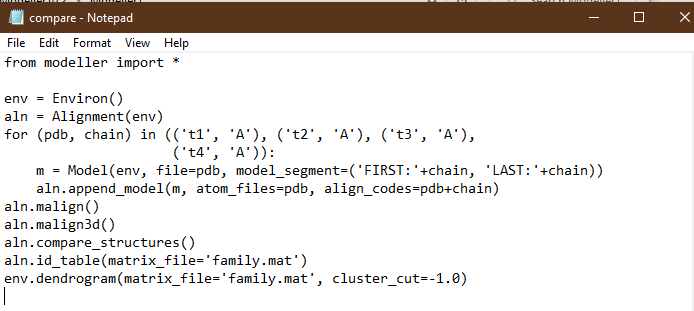 compare - Notepad
File Edit Format View Help
from modeller import *

env = Environ()
aln = Alignment(env)
for (pdb, chain) in (('t1', 'A'), ('t2', 'A'), ('t3', 'A'),
                     ('t4', 'A')):
    m = Model(env, file=pdb, model_segment=('FIRST:'+chain, 'LAST:'+chain))
    aln.append_model(m, atom_files=pdb, align_codes=pdb+chain)
aln.malign()
aln.malign3d()
aln.compare_structures()
aln.id_table(matrix_file='family.mat')
env.dendrogram(matrix_file='family.mat', cluster_cut=-1.0)